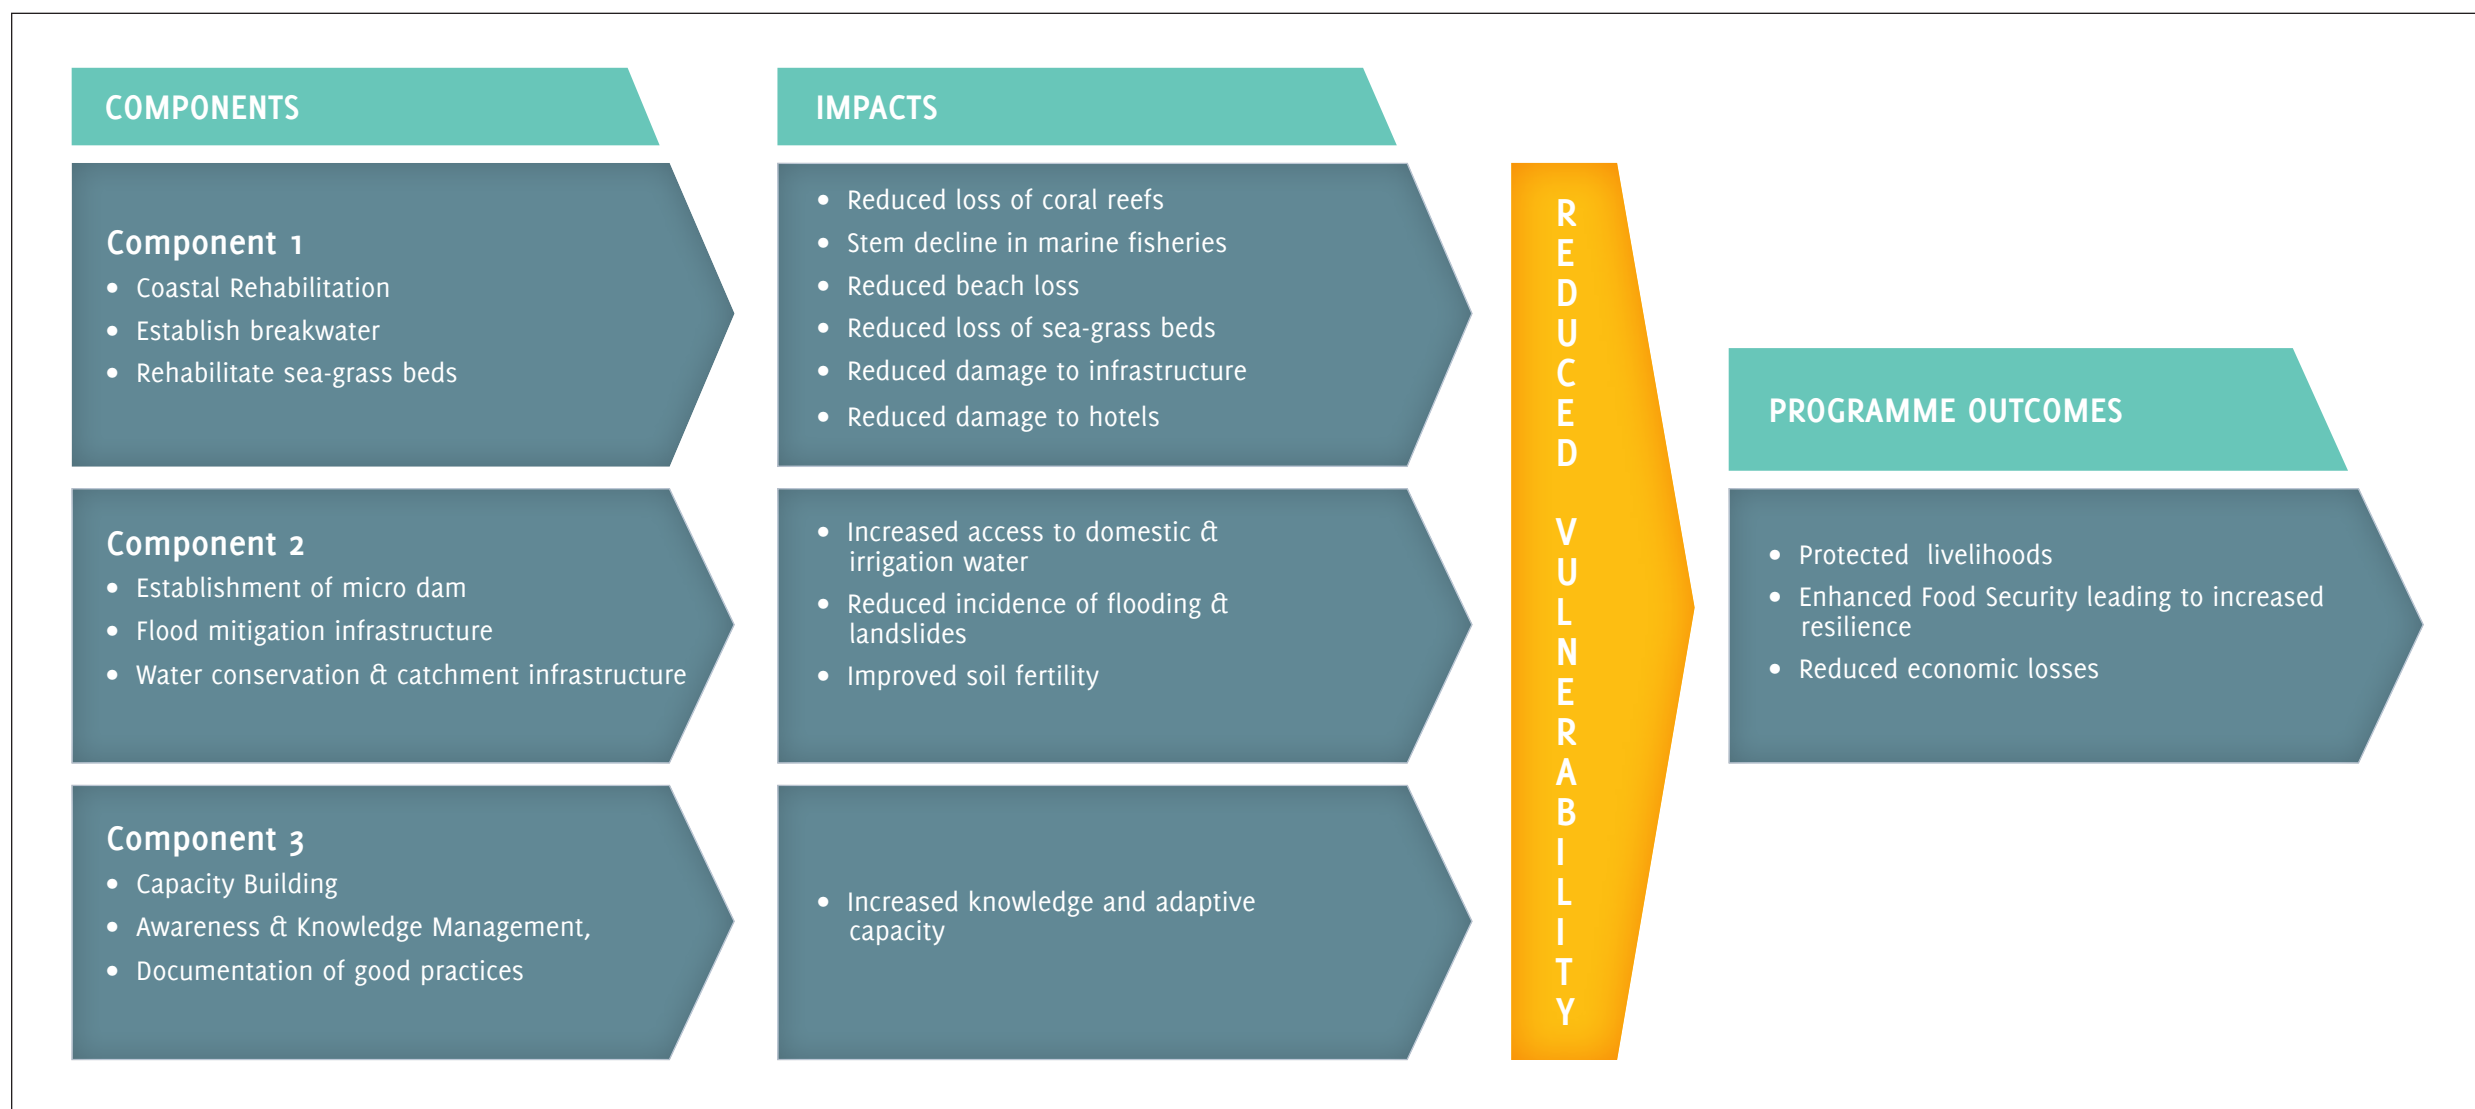 COMPONENTS
Component 1
• Coastal Rehabilitation
• Establish breakwater
• Rehabilitate sea-grass beds
Component 2
• Establishment of micro dam
• Flood mitigation infrastructure
• Water conservation & catchment infrastructure
Component 3
• Capacity Building
• Awareness & Knowledge Management,
• Documentation of good practices
IMPACTS
• Reduced loss of coral reefs
• Stem decline in marine fisheries
• Reduced beach loss
• Reduced loss of sea-grass beds
• Reduced damage to infrastructure
• Reduced damage to hotels
• Increased access to domestic &
irrigation water
• Reduced incidence of flooding &
landslides
• Improved soil fertility
• Increased knowledge and adaptive
capacity
REDUCED VULNERABILITY
PROGRAMME OUTCOMES
• Protected livelihoods
• Enhanced Food Security leading to increased
resilience
• Reduced economic losses